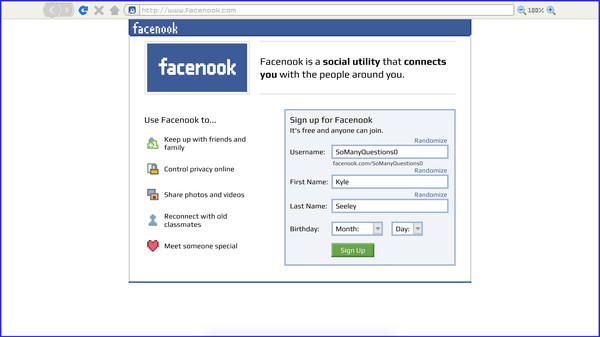 http://www.Facenook.com
100%
facenook
facenook
Facenook is a social utility that connects
you with the people around you.
Use Facenook to...
Keep up with friends and
family
Control privacy online
Share photos and videos
Reconnect with old
classmates
Meet someone special
Sign up for Facenook
It's free and anyone can join.
Randomize
Username: SoManyQuestions0
facenook.com/SoManyQuestions0
Randomize
First Name: Kyle
Randomize
Last Name: Seeley
Birthday: Month: Day:
Sign Up